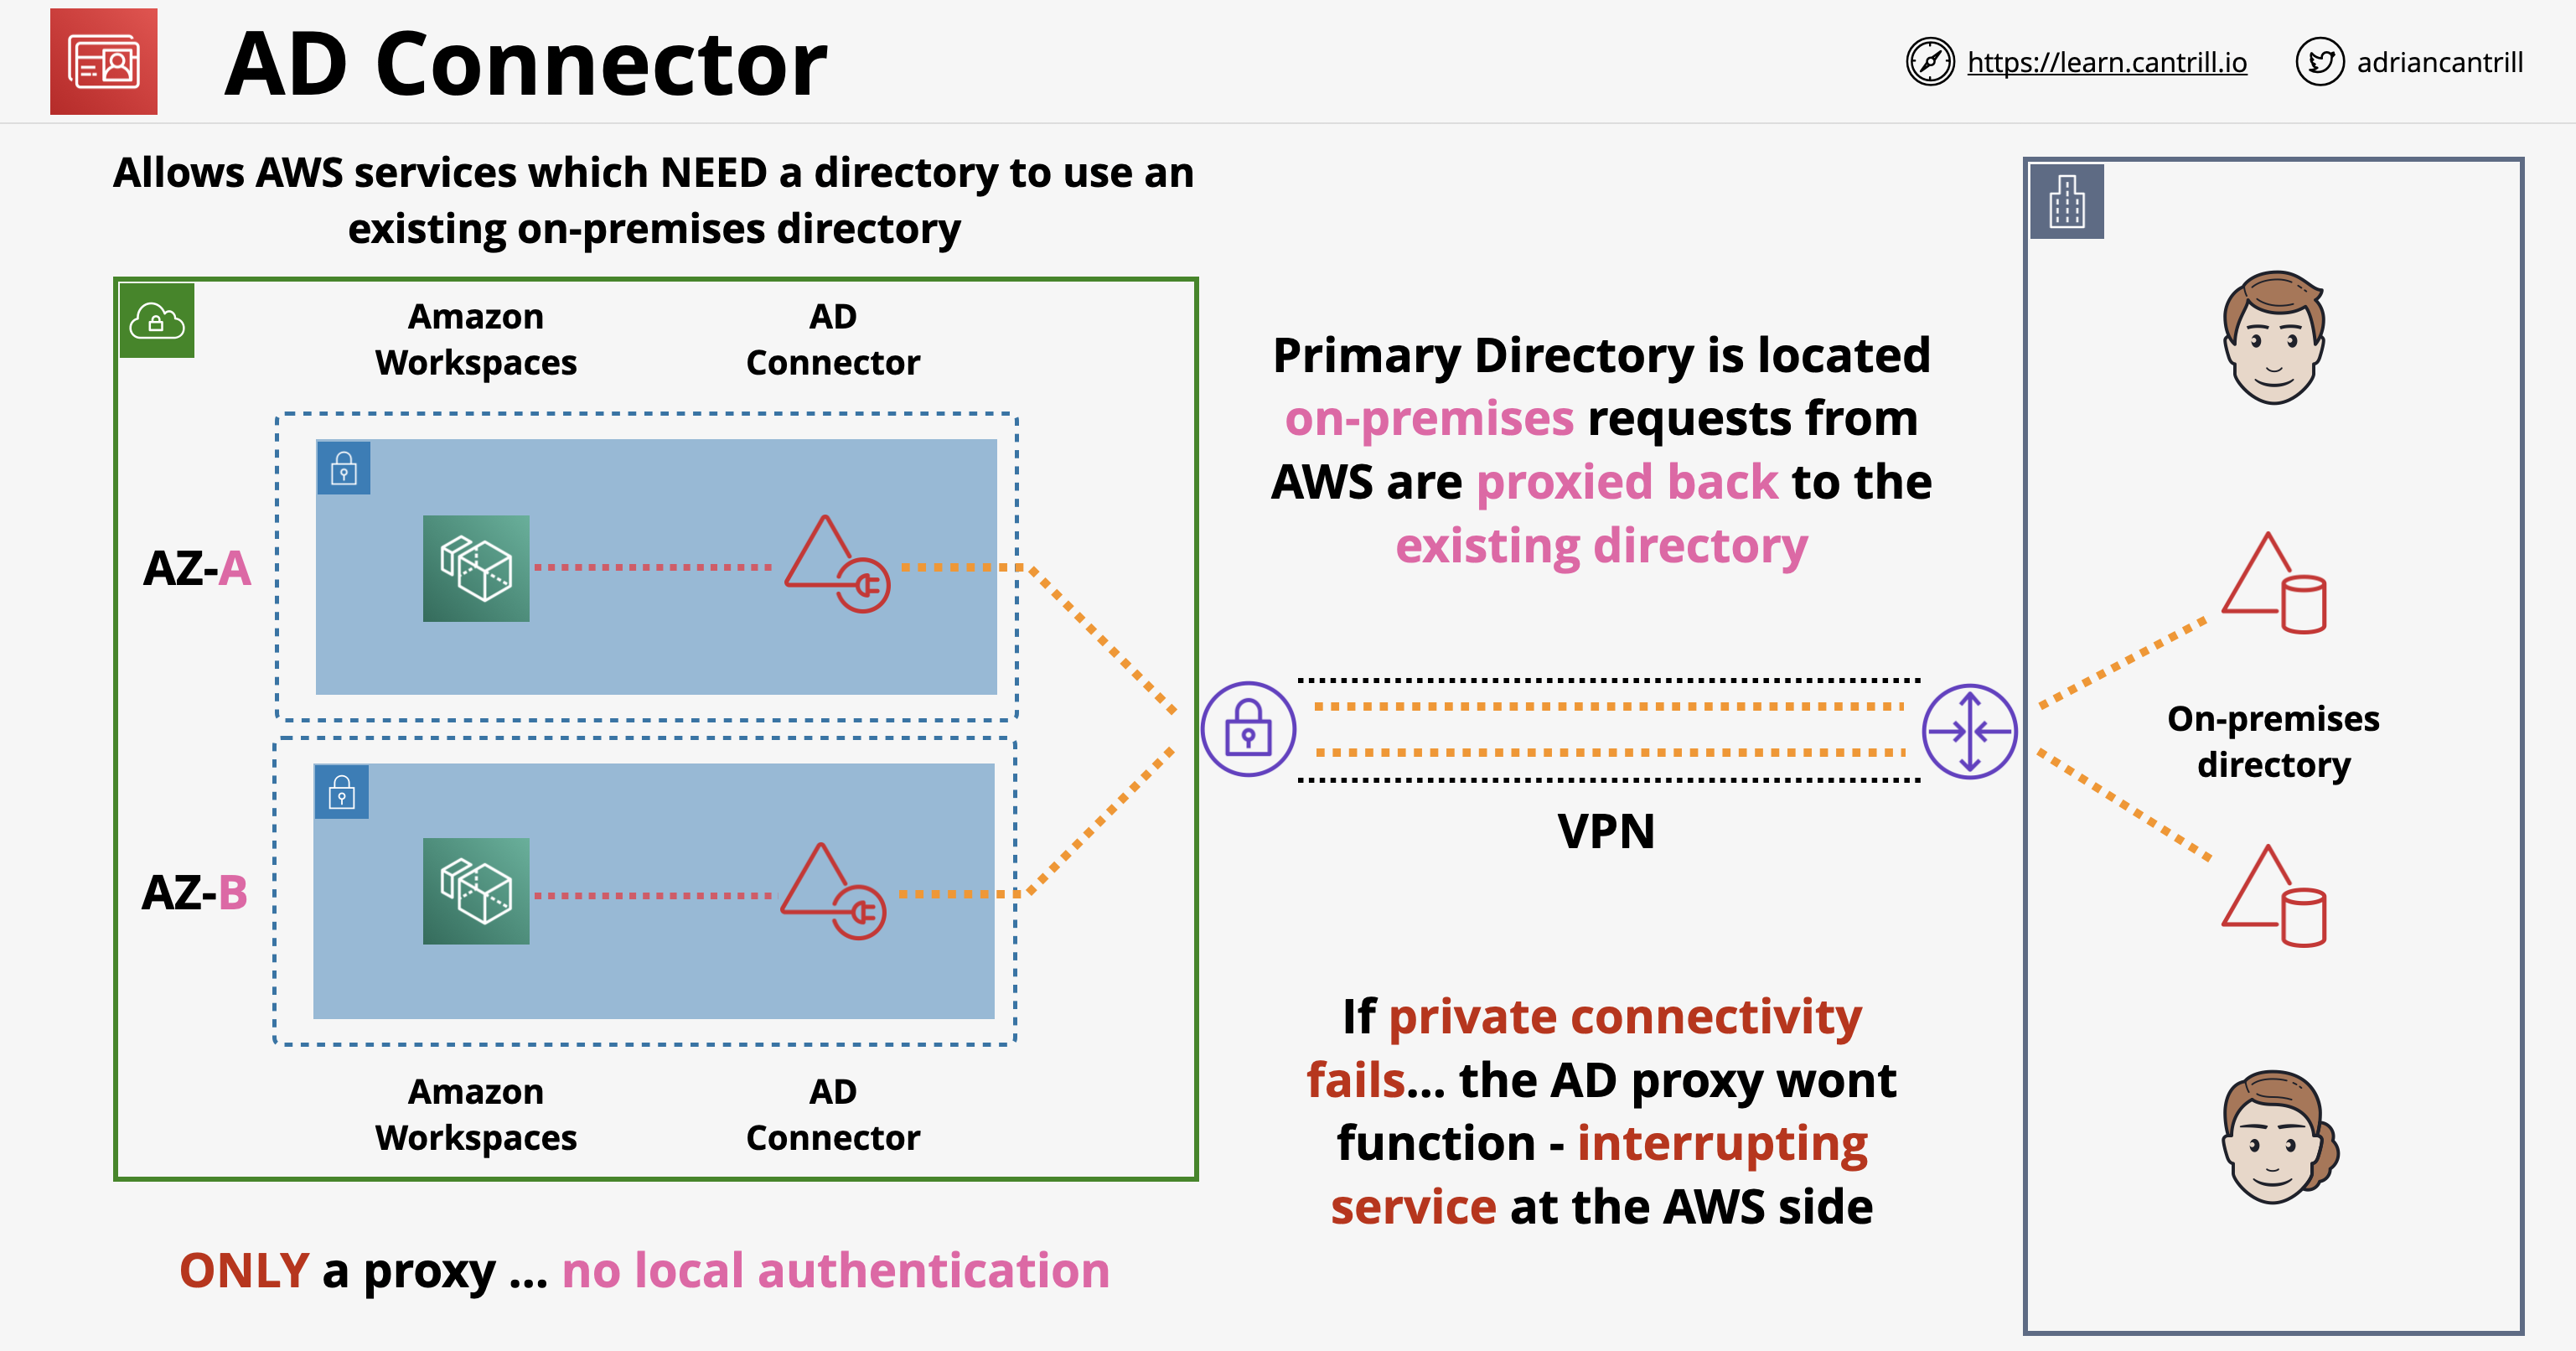 AD Connector
https://learn.cantrill.io
adriancantrill
Allows AWS services which NEED a directory to use an
existing on-premises directory
Amazon
Workspaces
AD
Connector
AZ-A
AZ-B
Amazon
Workspaces
AD
Connector
ONLY a proxy ... no local authentication
Primary Directory is located
on-premises requests from
AWS are proxied back to the
existing directory
VPN
If private connectivity
fails... the AD proxy wont
function - interrupting
service at the AWS side
On-premises
directory